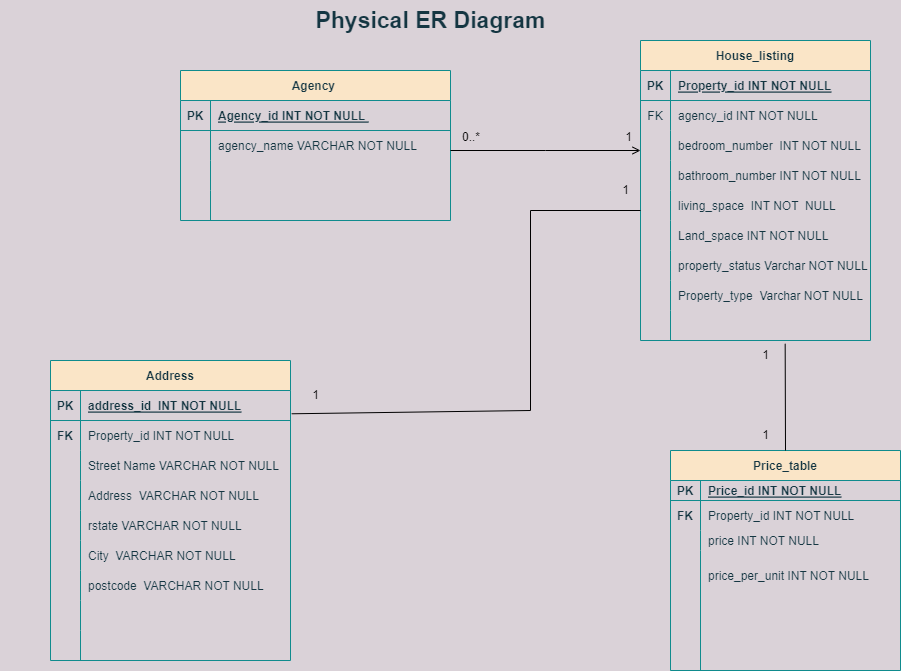 Physical ER Diagram
Agency
PK Agency_id INT NOT NULL
agency_name VARCHAR NOT NULL
0..*
1
1
House_listing
PK Property_id INT NOT NULL
FK agency_id INT NOT NULL
bedroom_number INT NOT NULL
bathroom_number INT NOT NULL
living_space INT NOT NULL
Land_space INT NOT NULL
property_status Varchar NOT NULL
Property_type Varchar NOT NULL
Address
PK address_id INT NOT NULL
FK Property_id INT NOT NULL
Street Name VARCHAR NOT NULL
Address VARCHAR NOT NULL
rstate VARCHAR NOT NULL
City VARCHAR NOT NULL
postcode VARCHAR NOT NULL
1
1
1
Price_table
PK Price_id INT NOT NULL
FK Property_id INT NOT NULL
price INT NOT NULL
price_per_unit INT NOT NULL